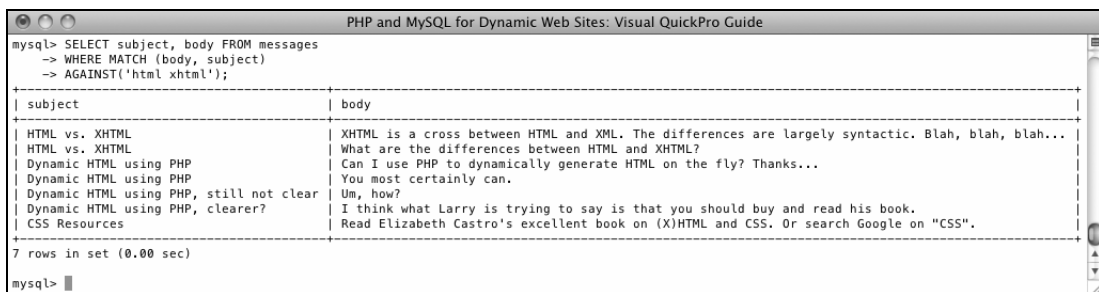 PHP and MySQL for Dynamic Web Sites: Visual QuickPro Guide
mysql> SELECT subject, body FROM messages
    -> WHERE MATCH (body, subject)
    -> AGAINST('html xhtml');
| subject | body |
| HTML vs. XHTML | XHTML is a cross between HTML and XML. The differences are largely syntactic. Blah, blah, blah... |
| HTML vs. XHTML | What are the differences between HTML and XHTML? |
| Dynamic HTML using PHP | Can I use PHP to dynamically generate HTML on the fly? Thanks... |
| Dynamic HTML using PHP | You most certainly can. |
| Dynamic HTML using PHP, still not clear | Um, how? |
| Dynamic HTML using PHP, clearer? | I think what Larry is trying to say is that you should buy and read his book. |
| CSS Resources | Read Elizabeth Castro's excellent book on (X)HTML and CSS. Or search Google on "CSS". |
7 rows in set (0.00 sec)
mysql>